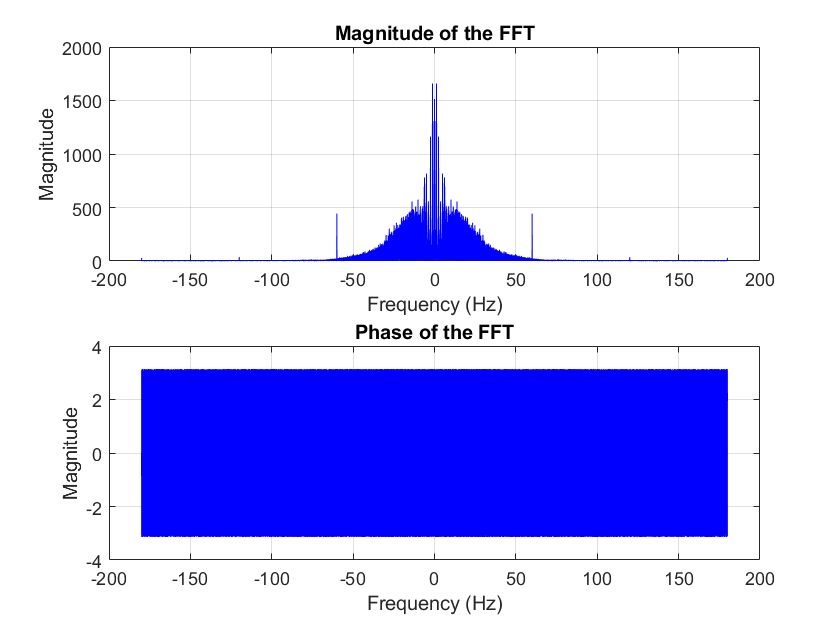 Magnitude of the FFT
2000
1500
1000
500
0
Magnitude
-200 -150 -100 -50 0 50 100 150 200
Frequency (Hz)
Phase of the FFT
4
2
0
-2
-4
Magnitude
-200 -150 -100 -50 0 50 100 150 200
Frequency (Hz)